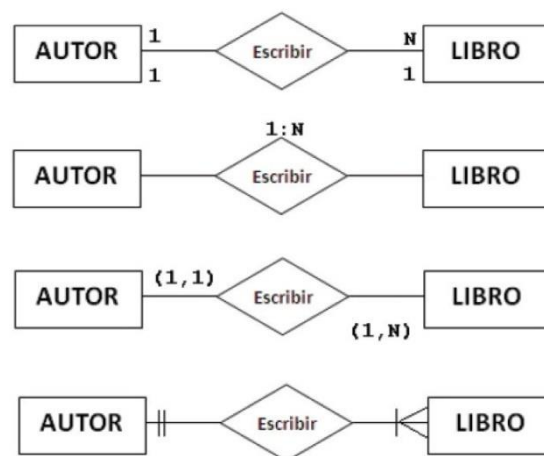 1 N
AUTOR Escribir LIBRO
1 1
1:N
AUTOR Escribir LIBRO
(1,1)
AUTOR Escribir LIBRO
(1,N)
AUTOR Escribir LIBRO